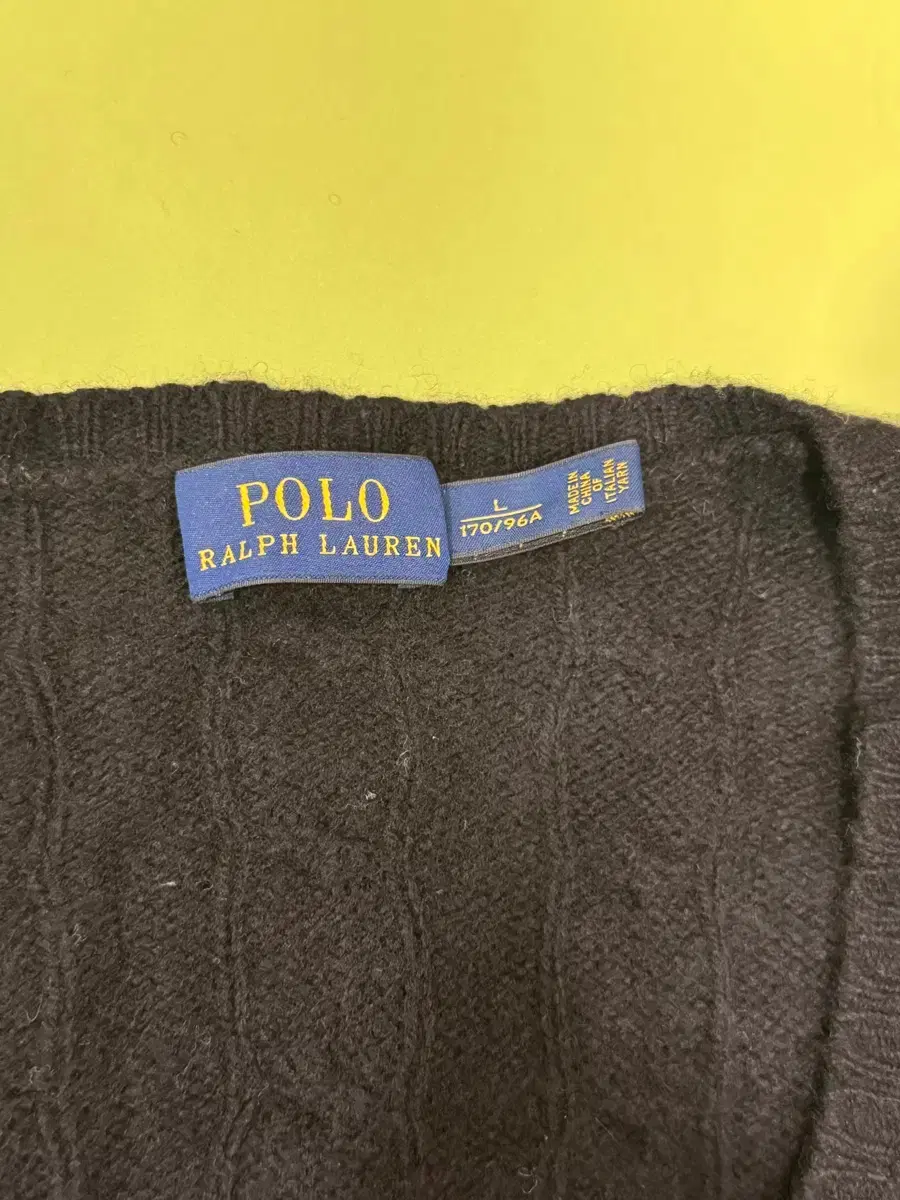 POLO
RALPH LAUREN
L
170/96A
MADE IN
CHINA
OF
ITALIAN
YARN